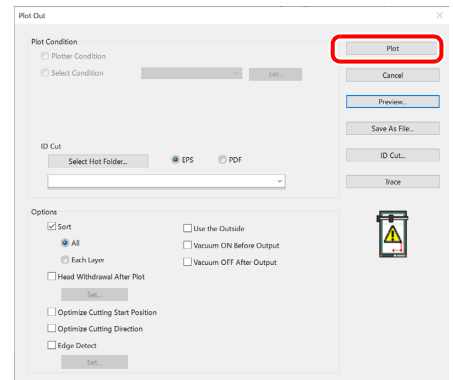 Plot Out
Plot Condition
Plotter Condition
Select Condition
Edit...
Plot
Cancel
Preview...
Save As File...
ID Cut...
Trace
ID Cut
Select Hot Folder...
EPS
PDF
Options
Sort
All
Each Layer
Head Withdrawal After Plot
Set...
Optimize Cutting Start Position
Optimize Cutting Direction
Edge Detect
Set...
Use the Outside
Vacuum ON Before Output
Vacuum OFF After Output